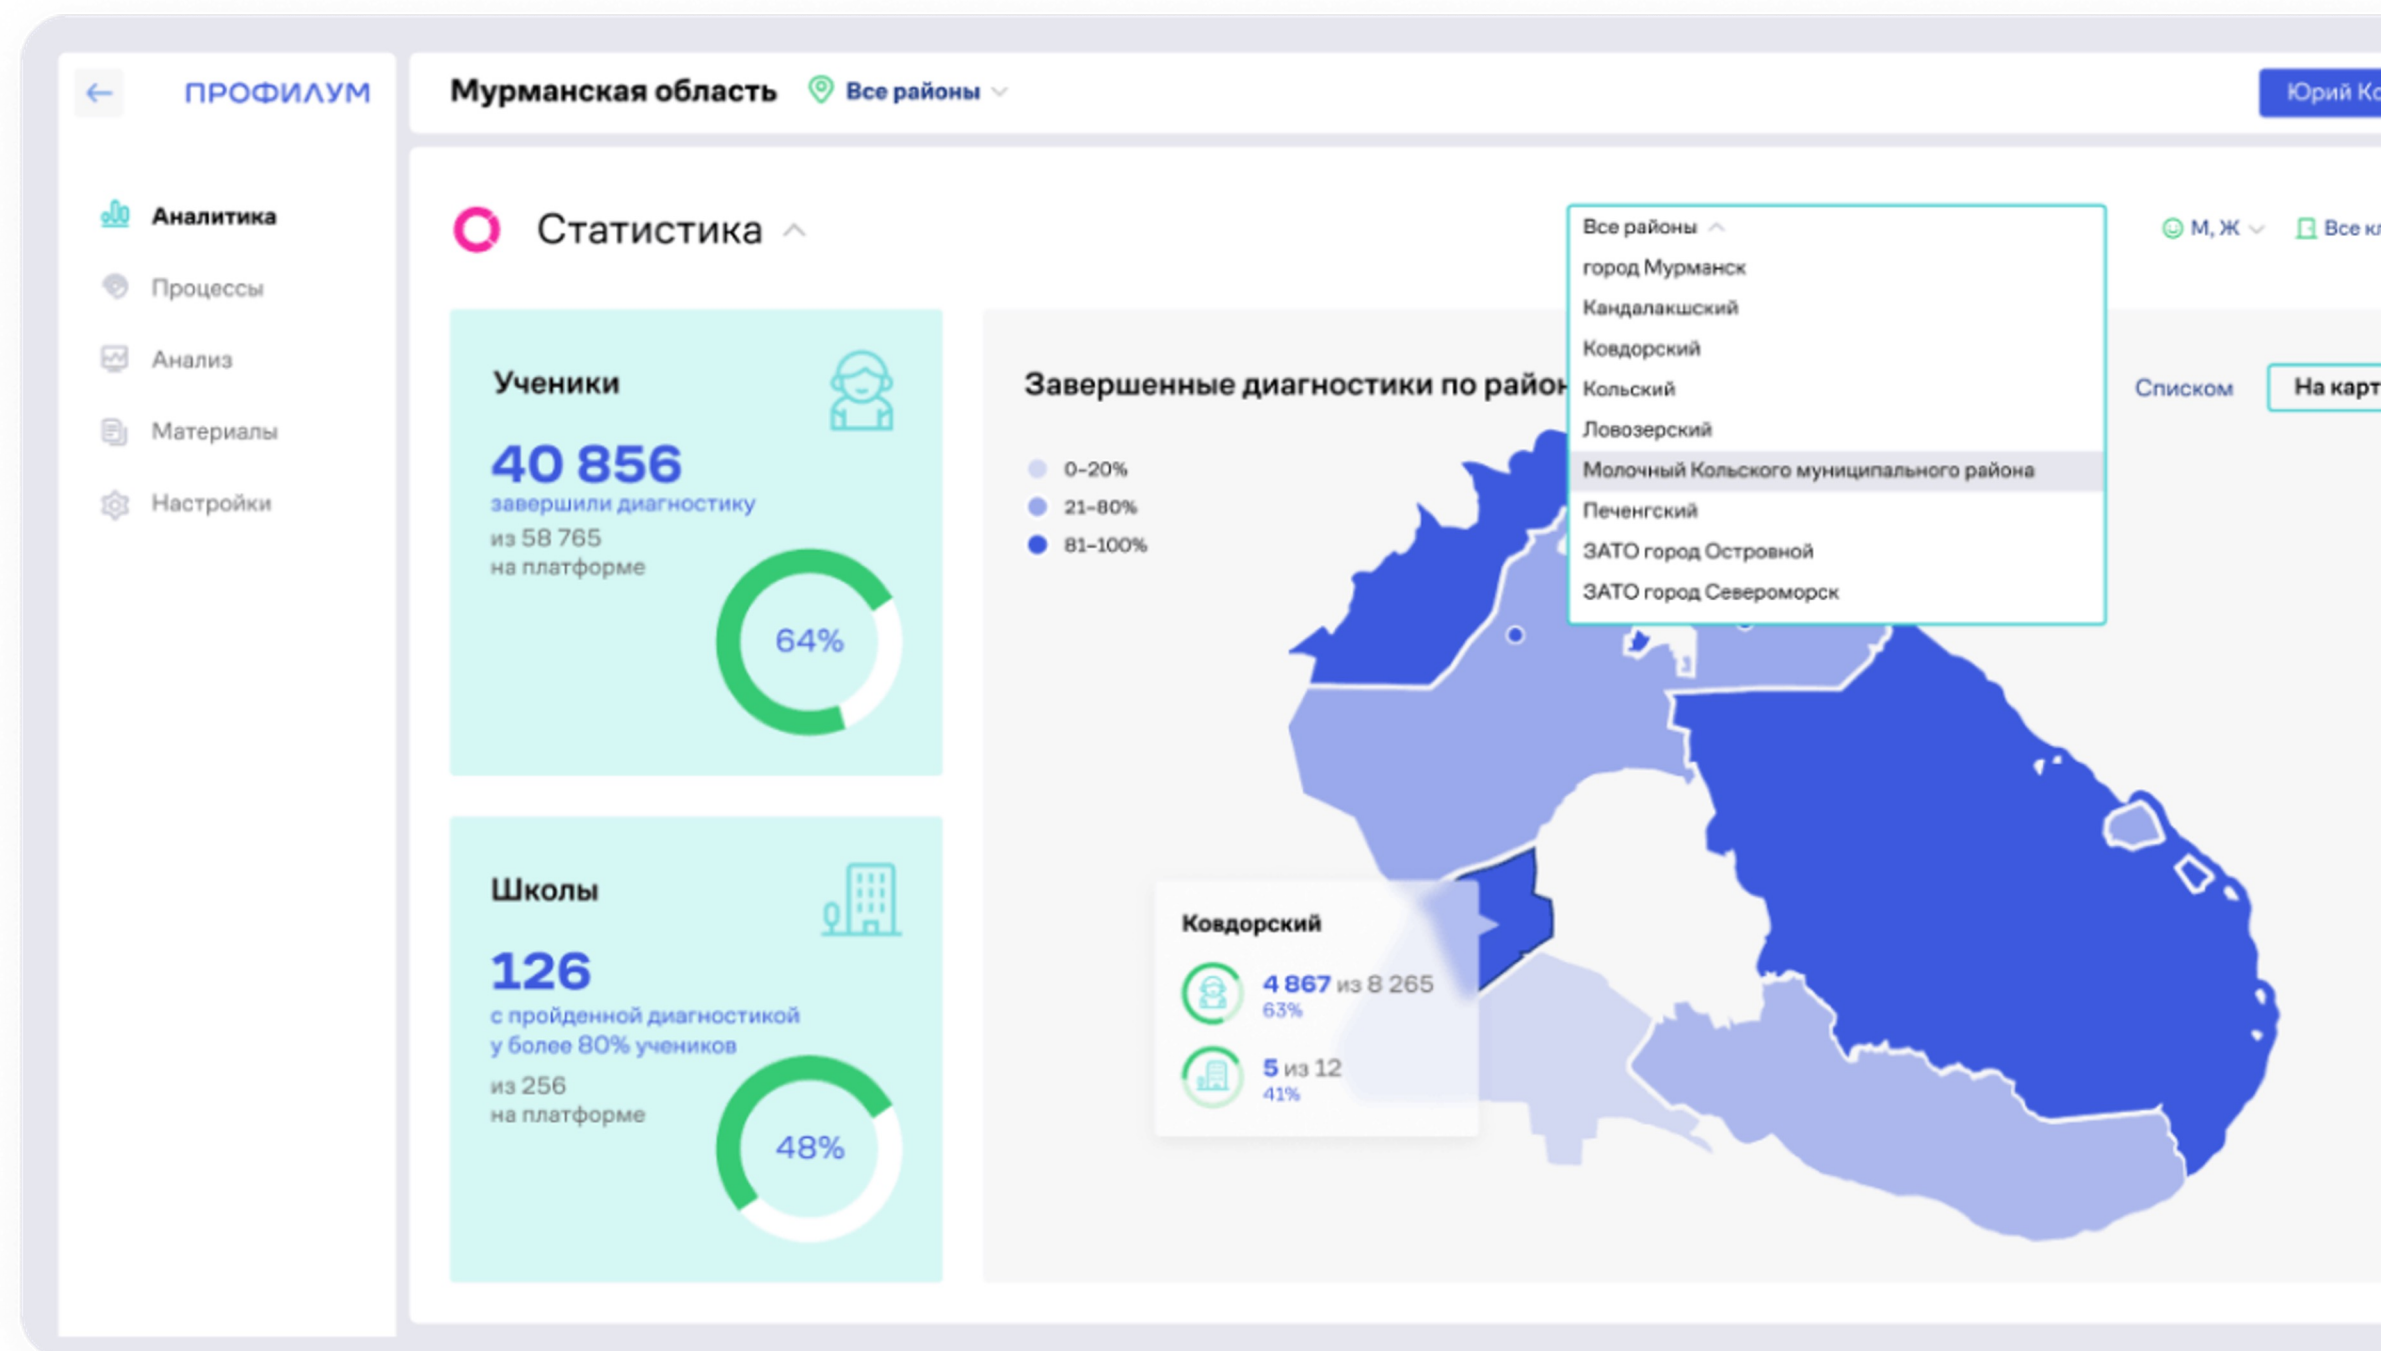 ПРОФИЛУМ
Аналитика
Процессы
Анализ
Материалы
Настройки
Мурманская область
Все районы
Юрий
Статистика
Все районы
город Мурманск
Кандалакшский
Ковдорский
Кольский
Ловозерский
Молочный Кольского муниципального района
Печенгский
ЗАТО город Островной
ЗАТО город Североморск
М, Ж
Все
Ученики
40 856
завершили диагностику
из 58 765
на платформе
64%
Школы
126
с пройденной диагностикой
у более 80% учеников
из 256
на платформе
48%
Завершенные диагностики по
Списком
На
0–20%
21–80%
81–100%
Ковдорский
4 867 из 8 265
63%
5 из 12
41%